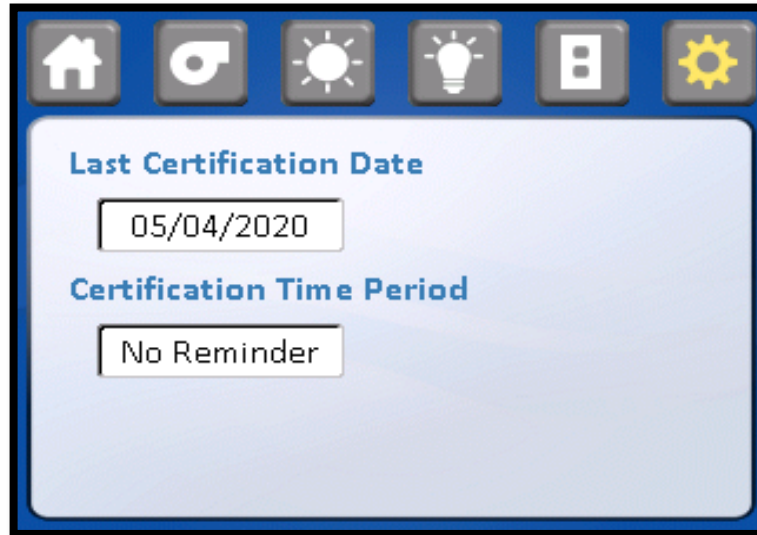 Last Certification Date
05/04/2020
Certification Time Period
No Reminder